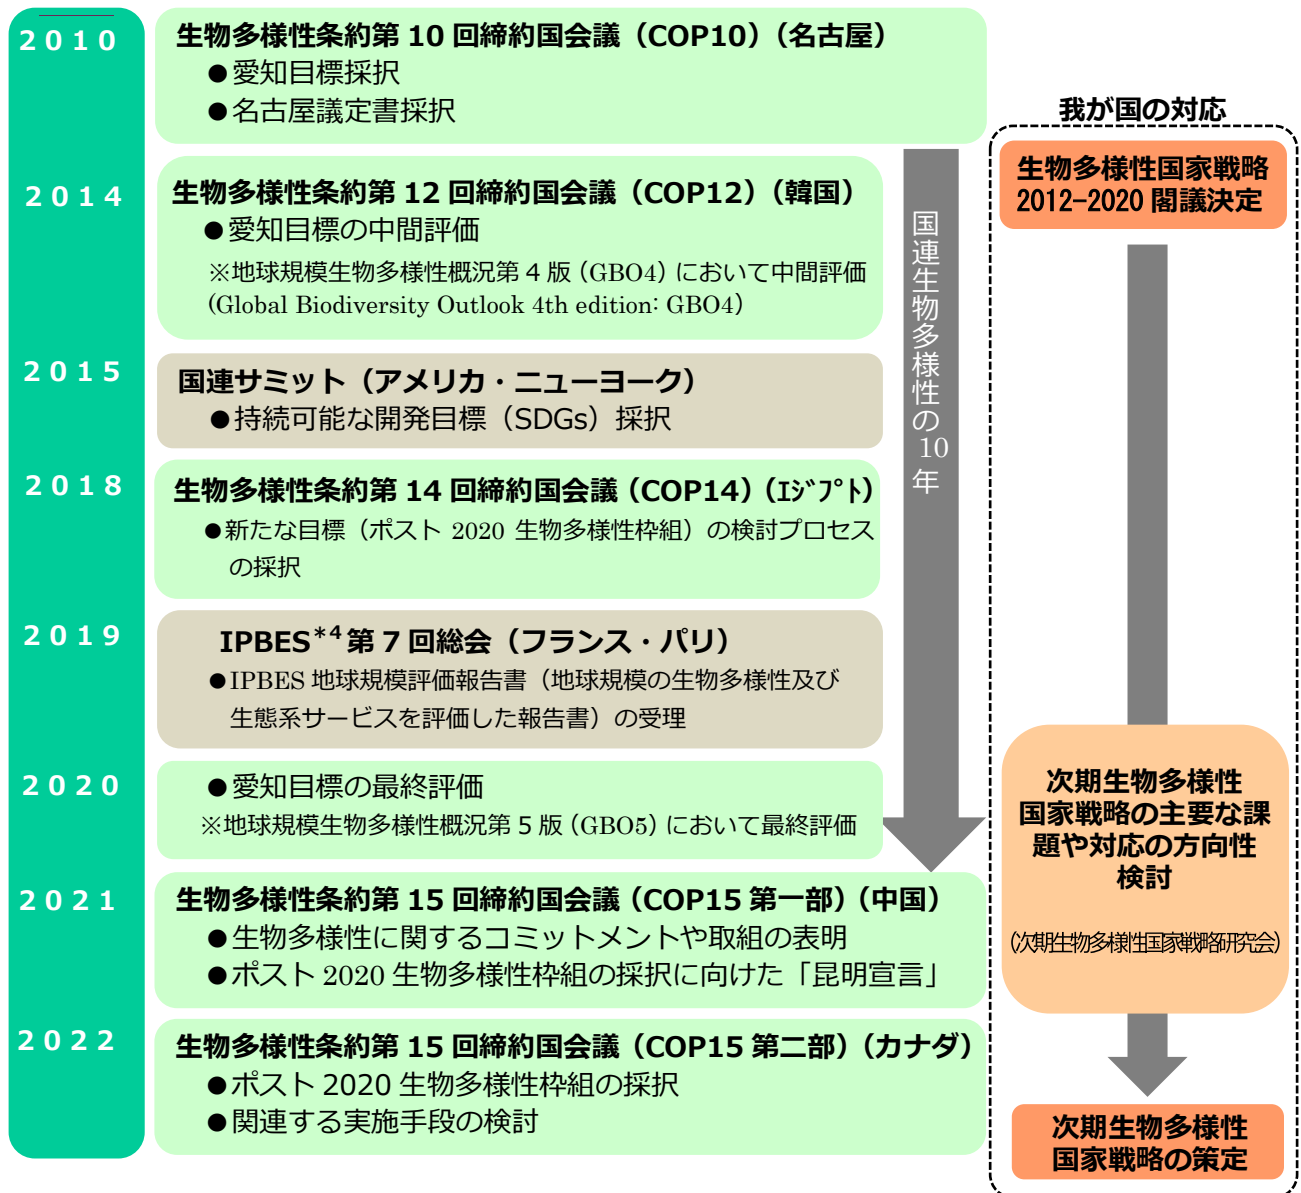 2010
生物多様性条約第 10 回締約国会議（COP10）（名古屋）
●愛知目標採択
●名古屋議定書採択
2014
生物多様性条約第 12 回締約国会議（COP12）（韓国）
●愛知目標の中間評価
※地球規模生物多様性概況第 4 版（GBO4）において中間評価
(Global Biodiversity Outlook 4th edition: GBO4）
2015
国連サミット（アメリカ・ニューヨーク）
●持続可能な開発目標（SDGs）採択
2018
生物多様性条約第 14 回締約国会議（COP14）（ｴｼﾞﾌﾟﾄ）
●新たな目標（ポスト 2020 生物多様性枠組）の検討プロセス
の採択
2019
IPBES*4 第 7 回総会（フランス・パリ）
●IPBES 地球規模評価報告書（地球規模の生物多様性及び
生態系サービスを評価した報告書）の受理
2020
●愛知目標の最終評価
※地球規模生物多様性概況第 5 版（GBO5）において最終評価
2021
生物多様性条約第 15 回締約国会議（COP15 第一部）（中国）
●生物多様性に関するコミットメントや取組の表明
●ポスト 2020 生物多様性枠組の採択に向けた「昆明宣言」
2022
生物多様性条約第 15 回締約国会議（COP15 第二部）（カナダ）
●ポスト 2020 生物多様性枠組の採択
●関連する実施手段の検討
国連生物多様性の10年
我が国の対応
生物多様性国家戦略
2012-2020 閣議決定
次期生物多様性
国家戦略の主要な課
題や対応の方向性
検討
（次期生物多様性国家戦略研究会）
次期生物多様性
国家戦略の策定